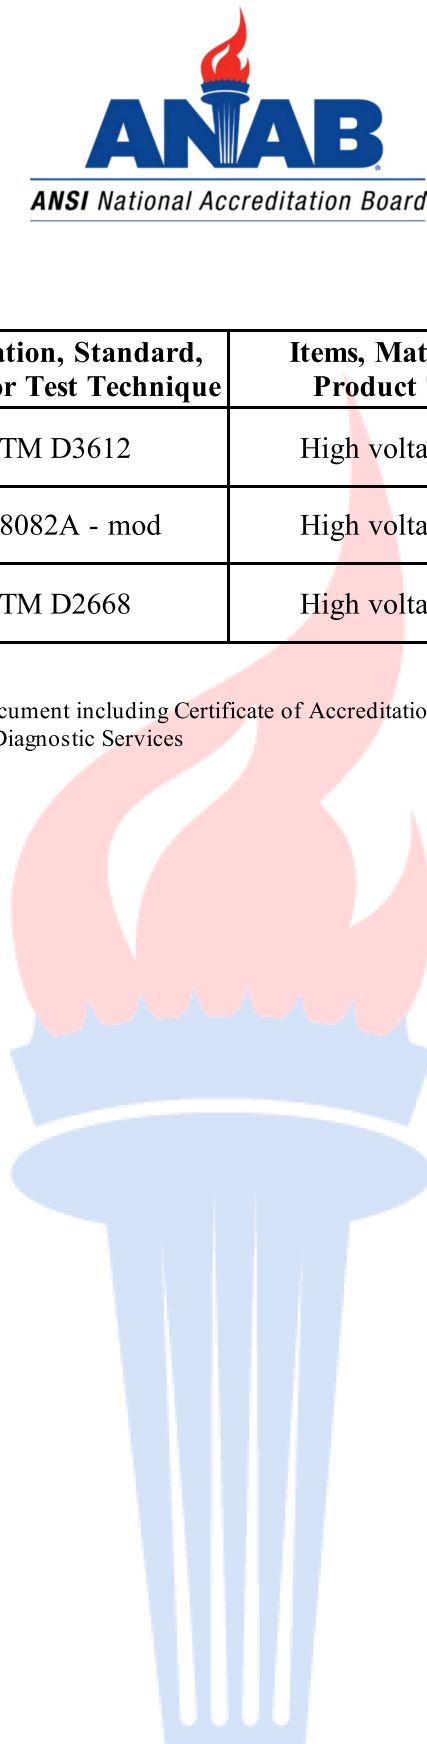 ANAB
ANSI National Accreditation Board
ation, Standard, Items, Mat
or Test Technique Product
TM D3612 High volta
8082A - mod High volta
TM D2668 High volta
cument including Certificate of Accreditatio
Diagnostic Services